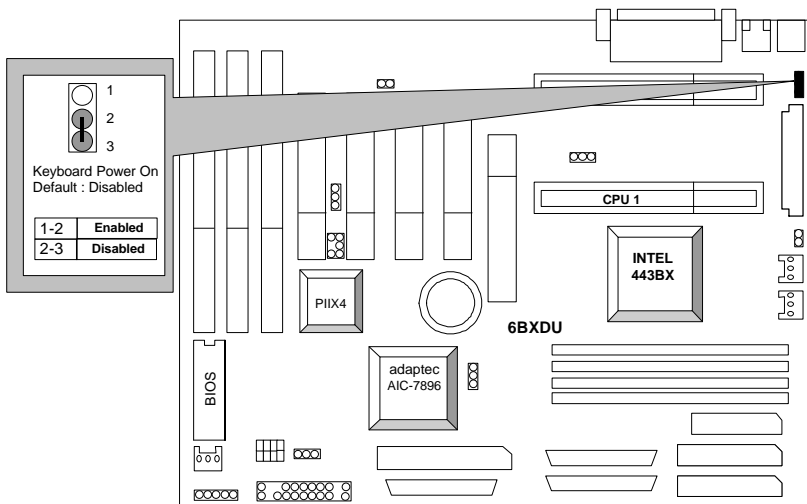 1
2
3
Keyboard Power On
Default : Disabled
1-2 Enabled
2-3 Disabled
CPU 1
INTEL
443BX
PIIX4
6BXDU
adaptec
AIC-7896
BIOS